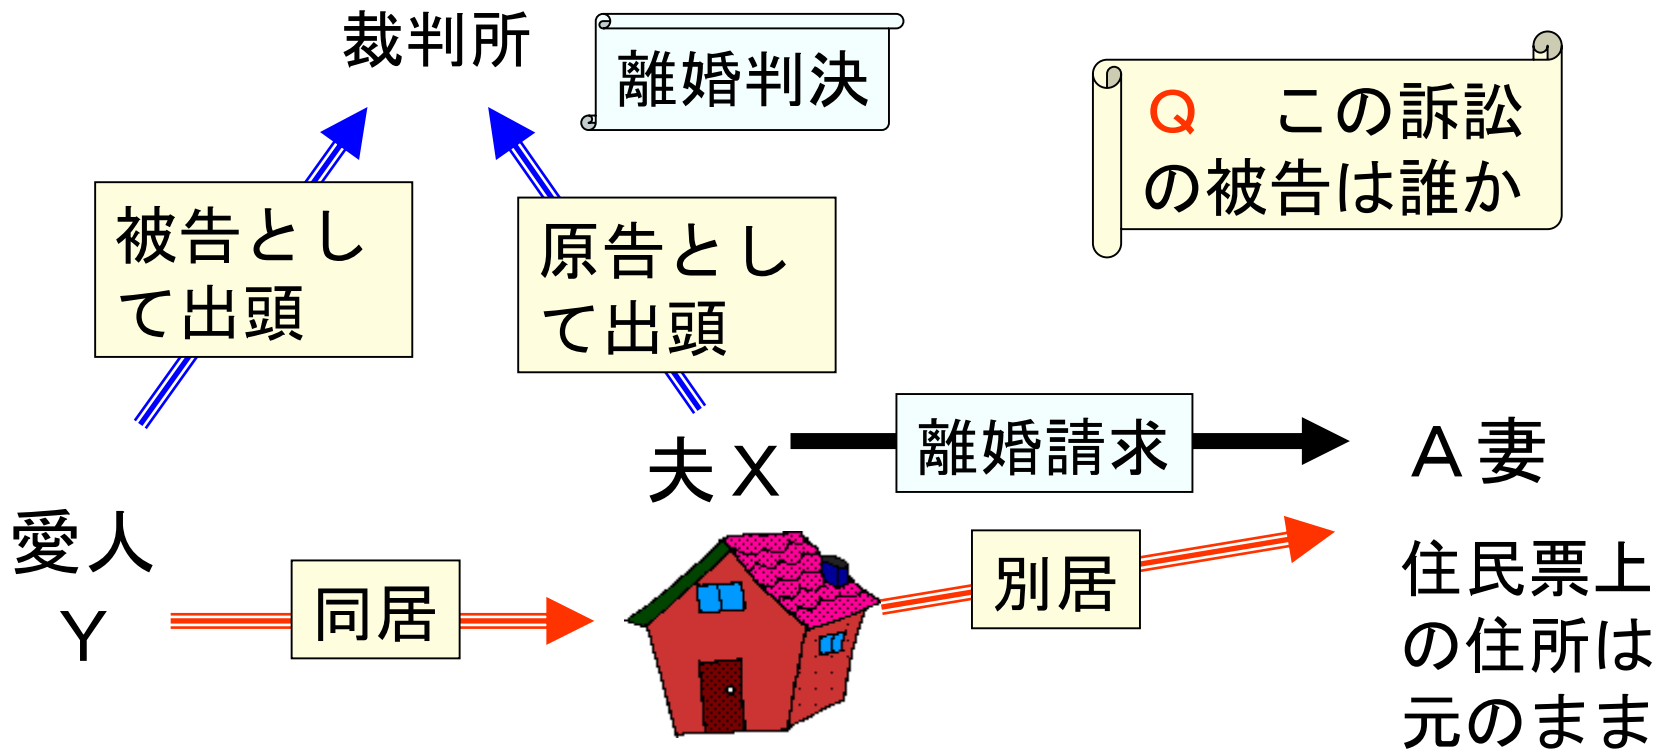 裁判所
離婚判決
Ｑ　この訴訟
の被告は誰か
被告とし
て出頭
原告とし
て出頭
夫Ｘ
離婚請求
Ａ妻
愛人
Ｙ
同居
別居
住民票上
の住所は
元のまま